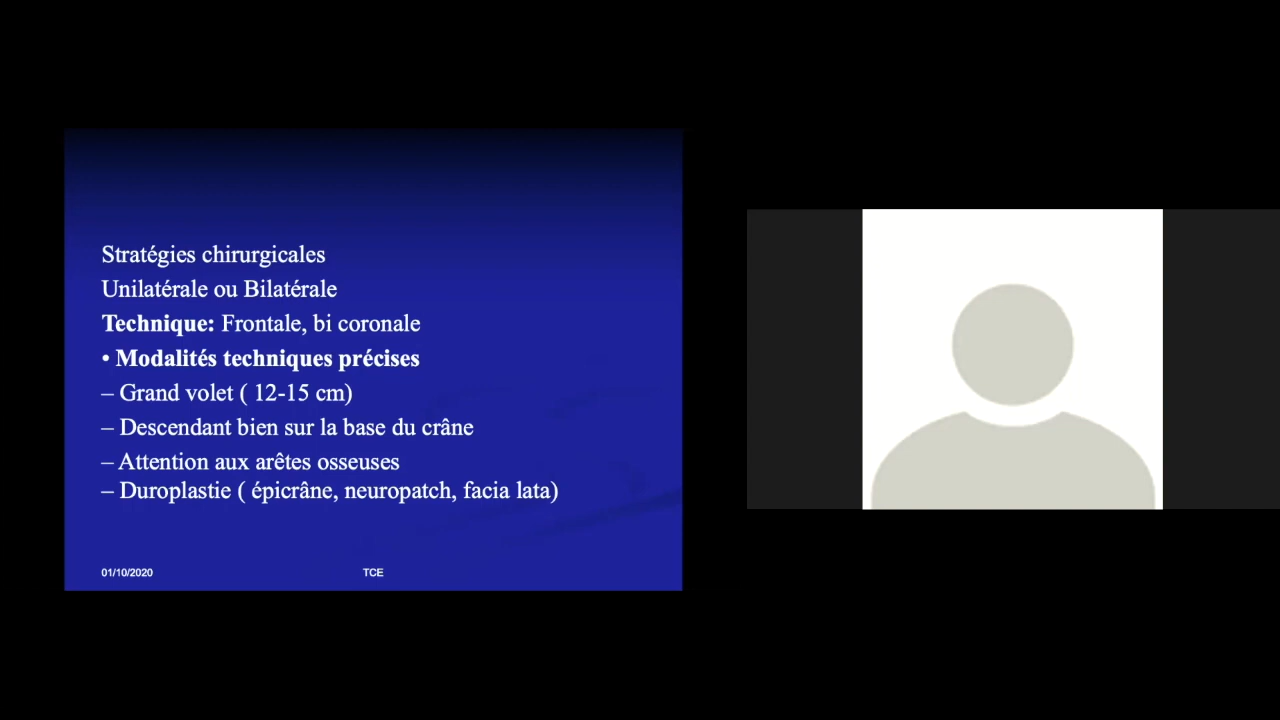 Stratégies chirurgicales
Unilatérale ou Bilatérale
Technique: Frontale, bi coronale
• Modalités techniques précises
– Grand volet ( 12-15 cm)
– Descendant bien sur la base du crâne
– Attention aux arêtes osseuses
– Duroplastie ( épicrâne, neuropatch, facia lata)
01/10/2020 TCE